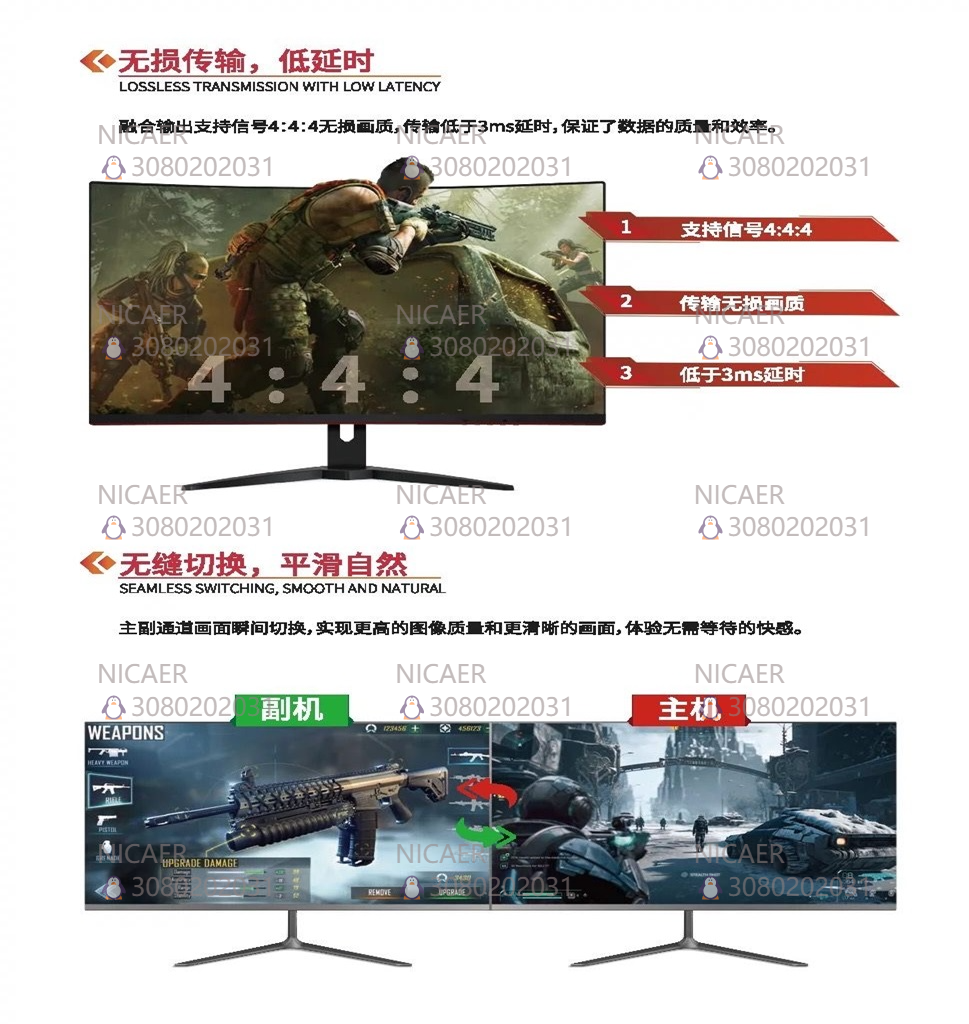 无损传输，低延时
LOSSLESS TRANSMISSION WITH LOW LATENCY
融合输出支持信号4:4:4无损画质,传输低于3ms延时,保证了数据的质量和效率。
NICAER NICAER NICAER
3080202031 3080202031 3080202031
1 支持信号4:4:4
2 传输无损画质
NICAER NICAER NICAER
3080202031 3080202031 3080202031
3 低于3ms延时
4:4:4
NICAER NICAER NICAER
3080202031 3080202031 3080202031
无缝切换，平滑自然
SEAMLESS SWITCHING, SMOOTH AND NATURAL
主副通道画面瞬间切换,实现更高的图像质量和更清晰的画面,体验无需等待的快感。
NICAER NICAER NICAER
3080202031 3080202031 3080202031
副机 主机
WEAPONS 123456 456123
HEAVY WEAPON
RIFLE
PISTOL
NICAER NICAER NICAER
UPGRADE DAMAGE
3080202031 3080202031 3080202031
REMOVE UPGRADE